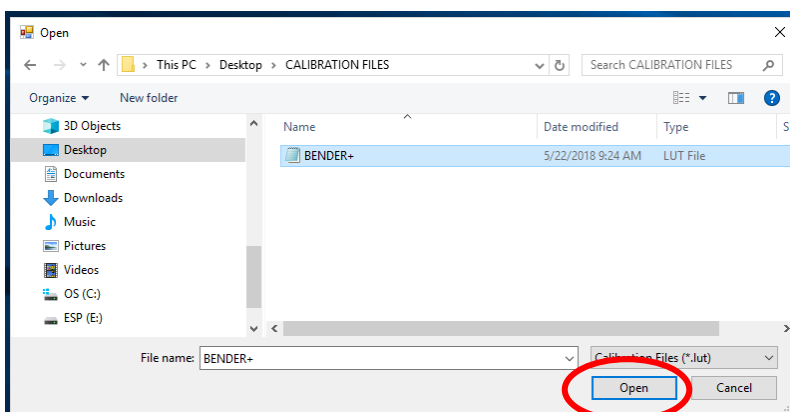 Open
This PC > Desktop > CALIBRATION FILES
Search CALIBRATION FILES
Organize New folder
Name Date modified Type S
3D Objects
Desktop
Documents
Downloads
Music
Pictures
Videos
OS (C:)
ESP (E:)
BENDER+ 5/22/2018 9:24 AM LUT File
File name: BENDER+ Calibration Files (*.lut)
Open Cancel